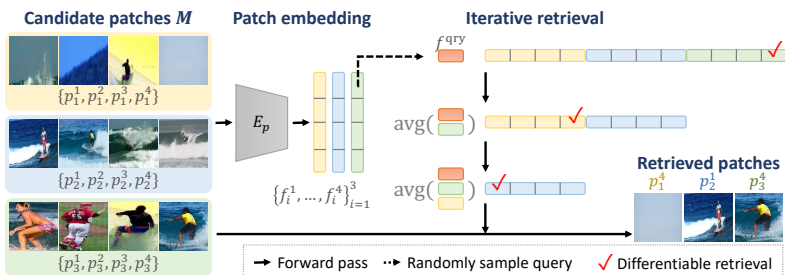 Candidate patches M
Patch embedding
Iterative retrieval
{p_1^1, p_1^2, p_1^3, p_1^4}
{p_2^1, p_2^2, p_2^3, p_2^4}
{p_3^1, p_3^2, p_3^3, p_3^4}
E_p
{f_i^1, ..., f_i^4}_{i=1}^3
f^qry
avg( )
avg( )
Retrieved patches
p_1^4 p_2^1 p_3^4
Forward pass
Randomly sample query
Differentiable retrieval